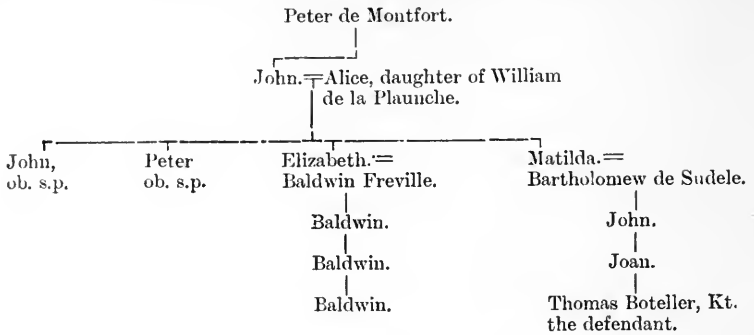 Peter de Montfort.
John.=Alice, daughter of William
de la Plaunche.
John,
ob. s.p.
Peter
ob. s.p.
Elizabeth.=
Baldwin Freville.
Matilda.=
Bartholomew de Sudele.
Baldwin.
John.
Baldwin.
Joan.
Baldwin.
Thomas Boteller, Kt.
the defendant.